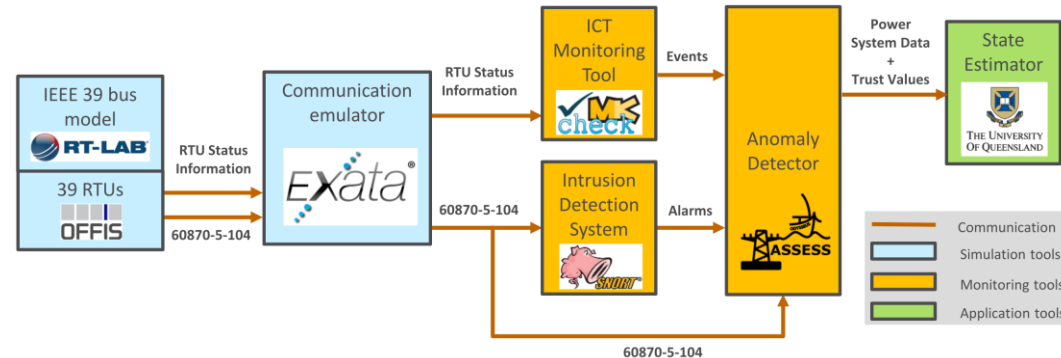 IEEE 39 bus
model
RT-LAB
39 RTUs
OFFIS
RTU Status
Information
60870-5-104
Communication
emulator
EXata®
RTU Status
Information
60870-5-104
ICT
Monitoring
Tool
MK
check
Events
Intrusion
Detection
System
SNORT
Alarms
60870-5-104
Anomaly
Detector
ASSESS
Power
System Data
+
Trust Values
State
Estimator
THE UNIVERSITY
OF QUEENSLAND
Communication
Simulation tools
Monitoring tools
Application tools